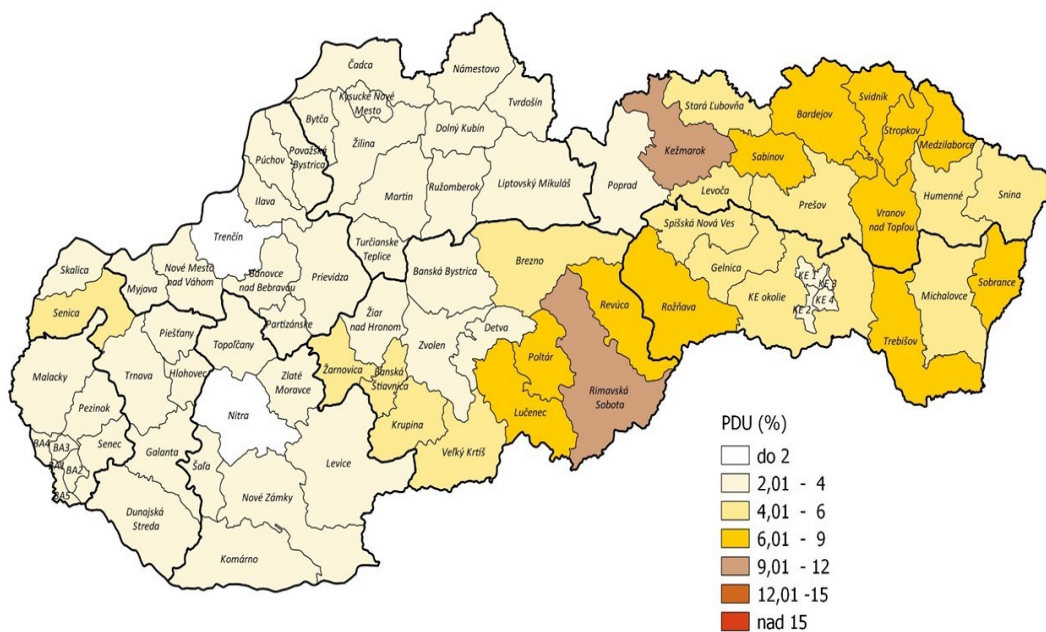 Čadca
Námestovo
Kysucké Nové
Mesto
Tvrdošín
Bytča
Dolný Kubín
Žilina
Púchov
Považská
Bystrica
Ilava
Martin
Ružomberok
Liptovský Mikuláš
Poprad
Stará Ľubovňa
Kežmarok
Bardejov
Svidník
Stropkov
Medzilaborce
Sabinov
Levoča
Prešov
Humenné
Snina
Vranov
nad Topľou
Trenčín
Turčianske
Teplice
Spišská Nová Ves
Skalica
Nové Mesto
nad Váhom
Myjava
Bánovce
nad Bebravou
Prievidza
Banská Bystrica
Brezno
Gelnica
KE okolie
KE 1
KE 3
KE 4
KE 2
Michalovce
Sobrance
Senica
Partizánske
Žiar
nad Hronom
Detva
Zvolen
Revúca
Rožňava
Trebišov
Piešťany
Topoľčany
Hlohovec
Trnava
Zlaté
Moravce
Žarnovica
Banská
Štiavnica
Poltár
Rimavská
Sobota
Malacky
Pezinok
Nitra
Krupina
Lučenec
Veľký Krtíš
BA4
BA3
BA2
BA5
Senec
Galanta
Šaľa
Levice
Nové Zámky
Dunajská
Streda
Komárno
PDU (%)
do 2
2,01 - 4
4,01 - 6
6,01 - 9
9,01 - 12
12,01 -15
nad 15